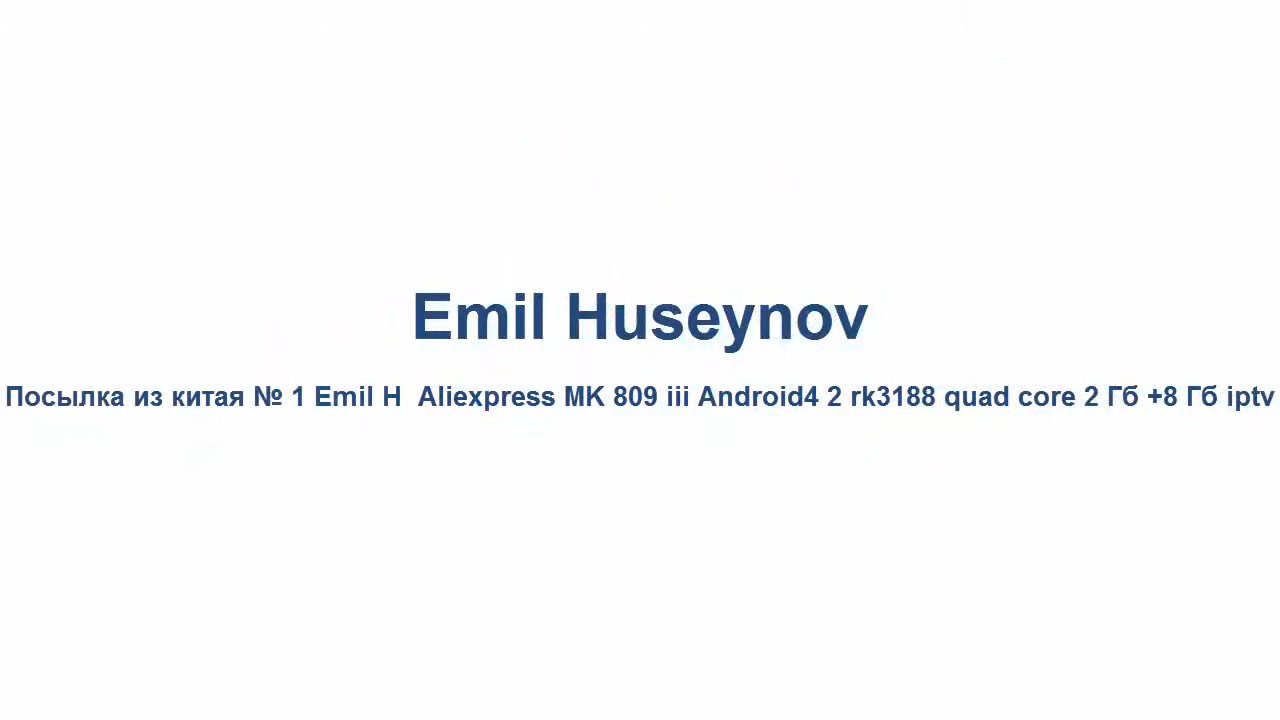 Emil Huseynov
Посылка из китая № 1 Emil H  Aliexpress MK 809 iii Android4 2 rk3188 quad core 2 Гб +8 Гб iptv